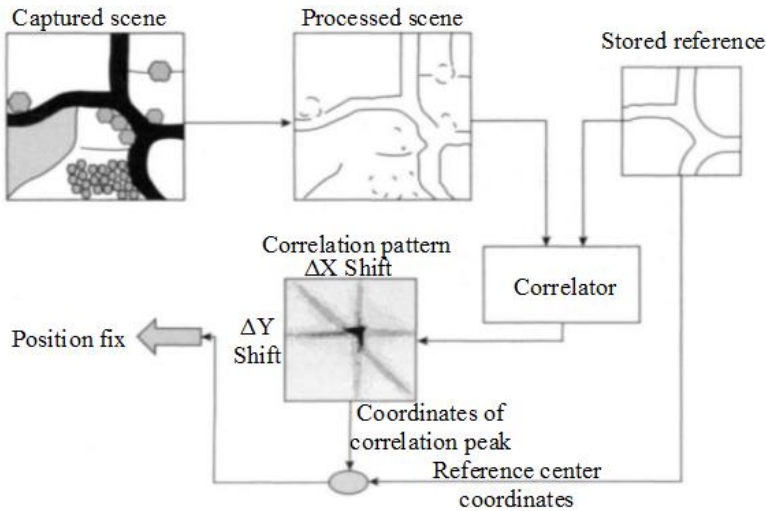 Captured scene
Processed scene
Stored reference
Correlation pattern
ΔX Shift
Correlator
ΔY
Shift
Position fix
Coordinates of
correlation peak
Reference center
coordinates